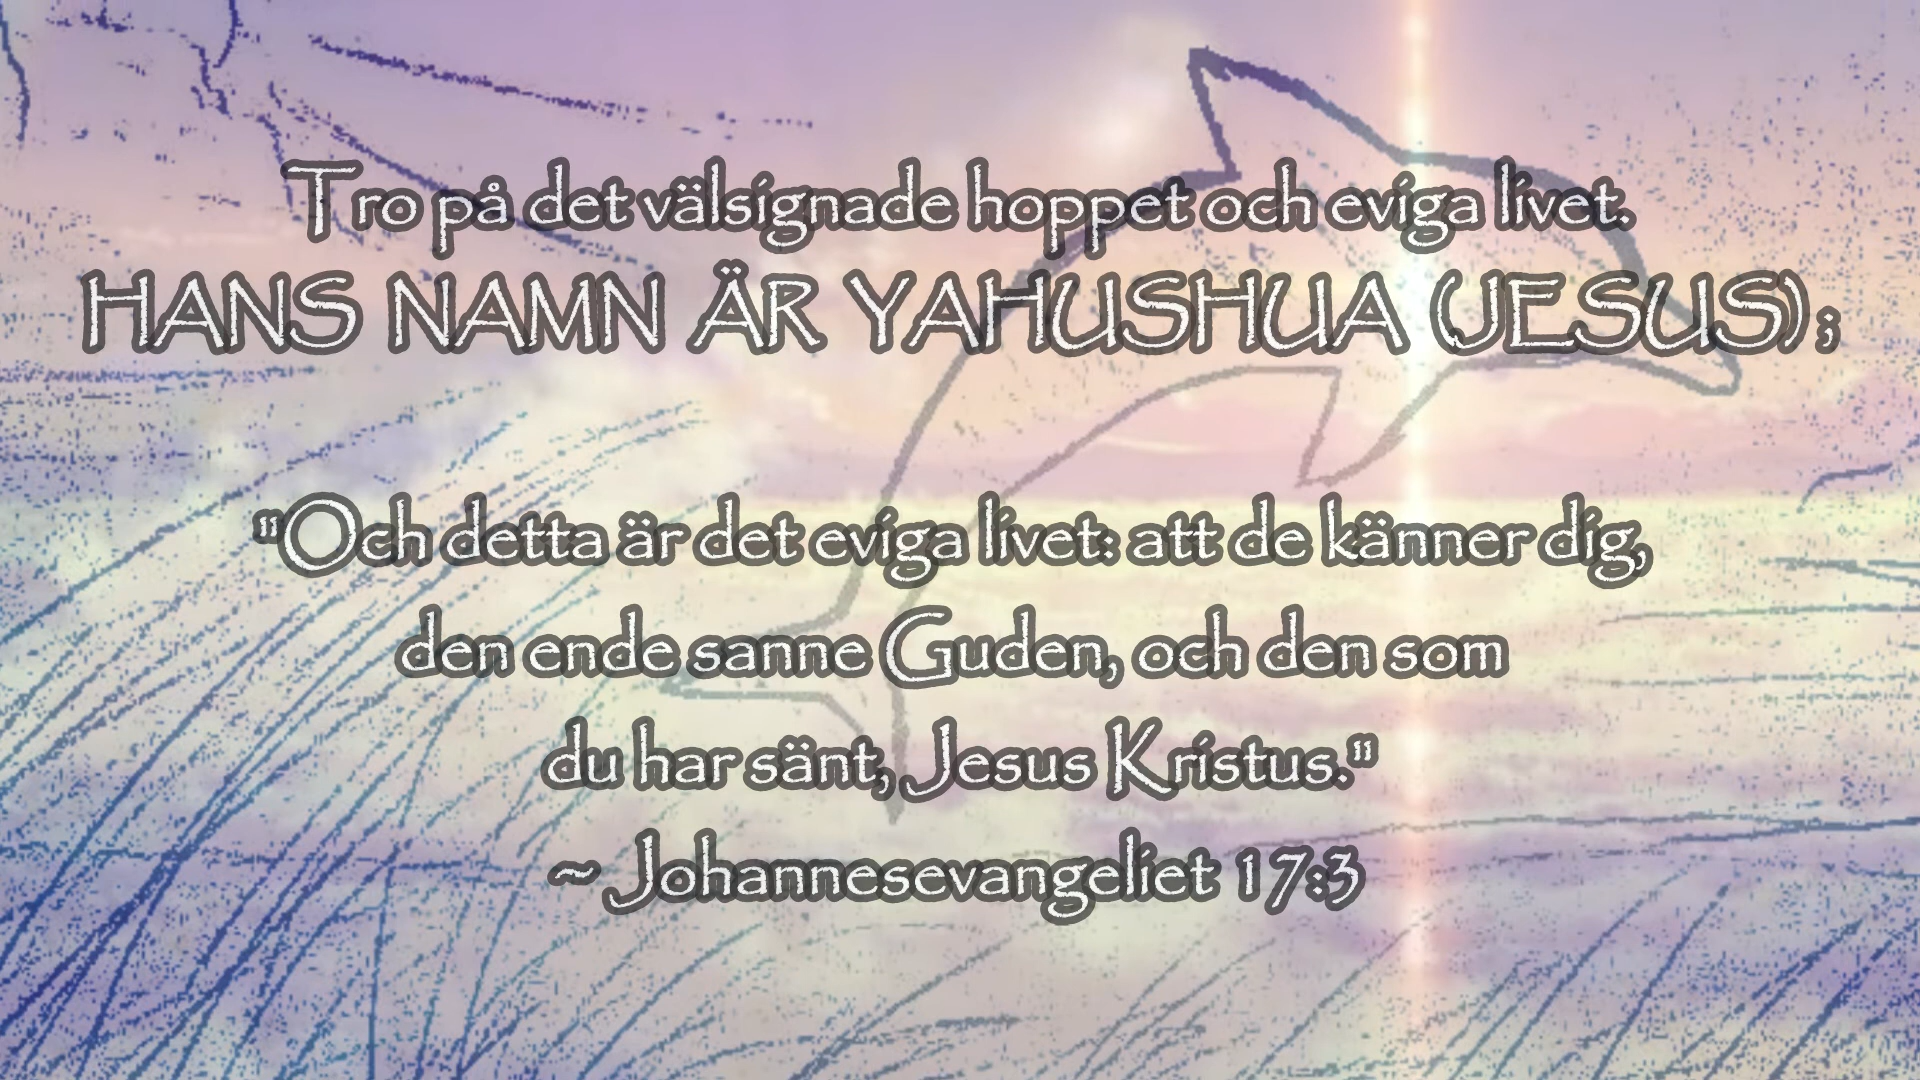 Tro på det välsignade hoppet och eviga livet.
HANS NAMN ÄR YAHUSHUA (JESUS);
"Och detta är det eviga livet: att de känner dig,
den ende sanne Guden, och den som
du har sänt, Jesus Kristus."
~ Johannesevangeliet 17:3